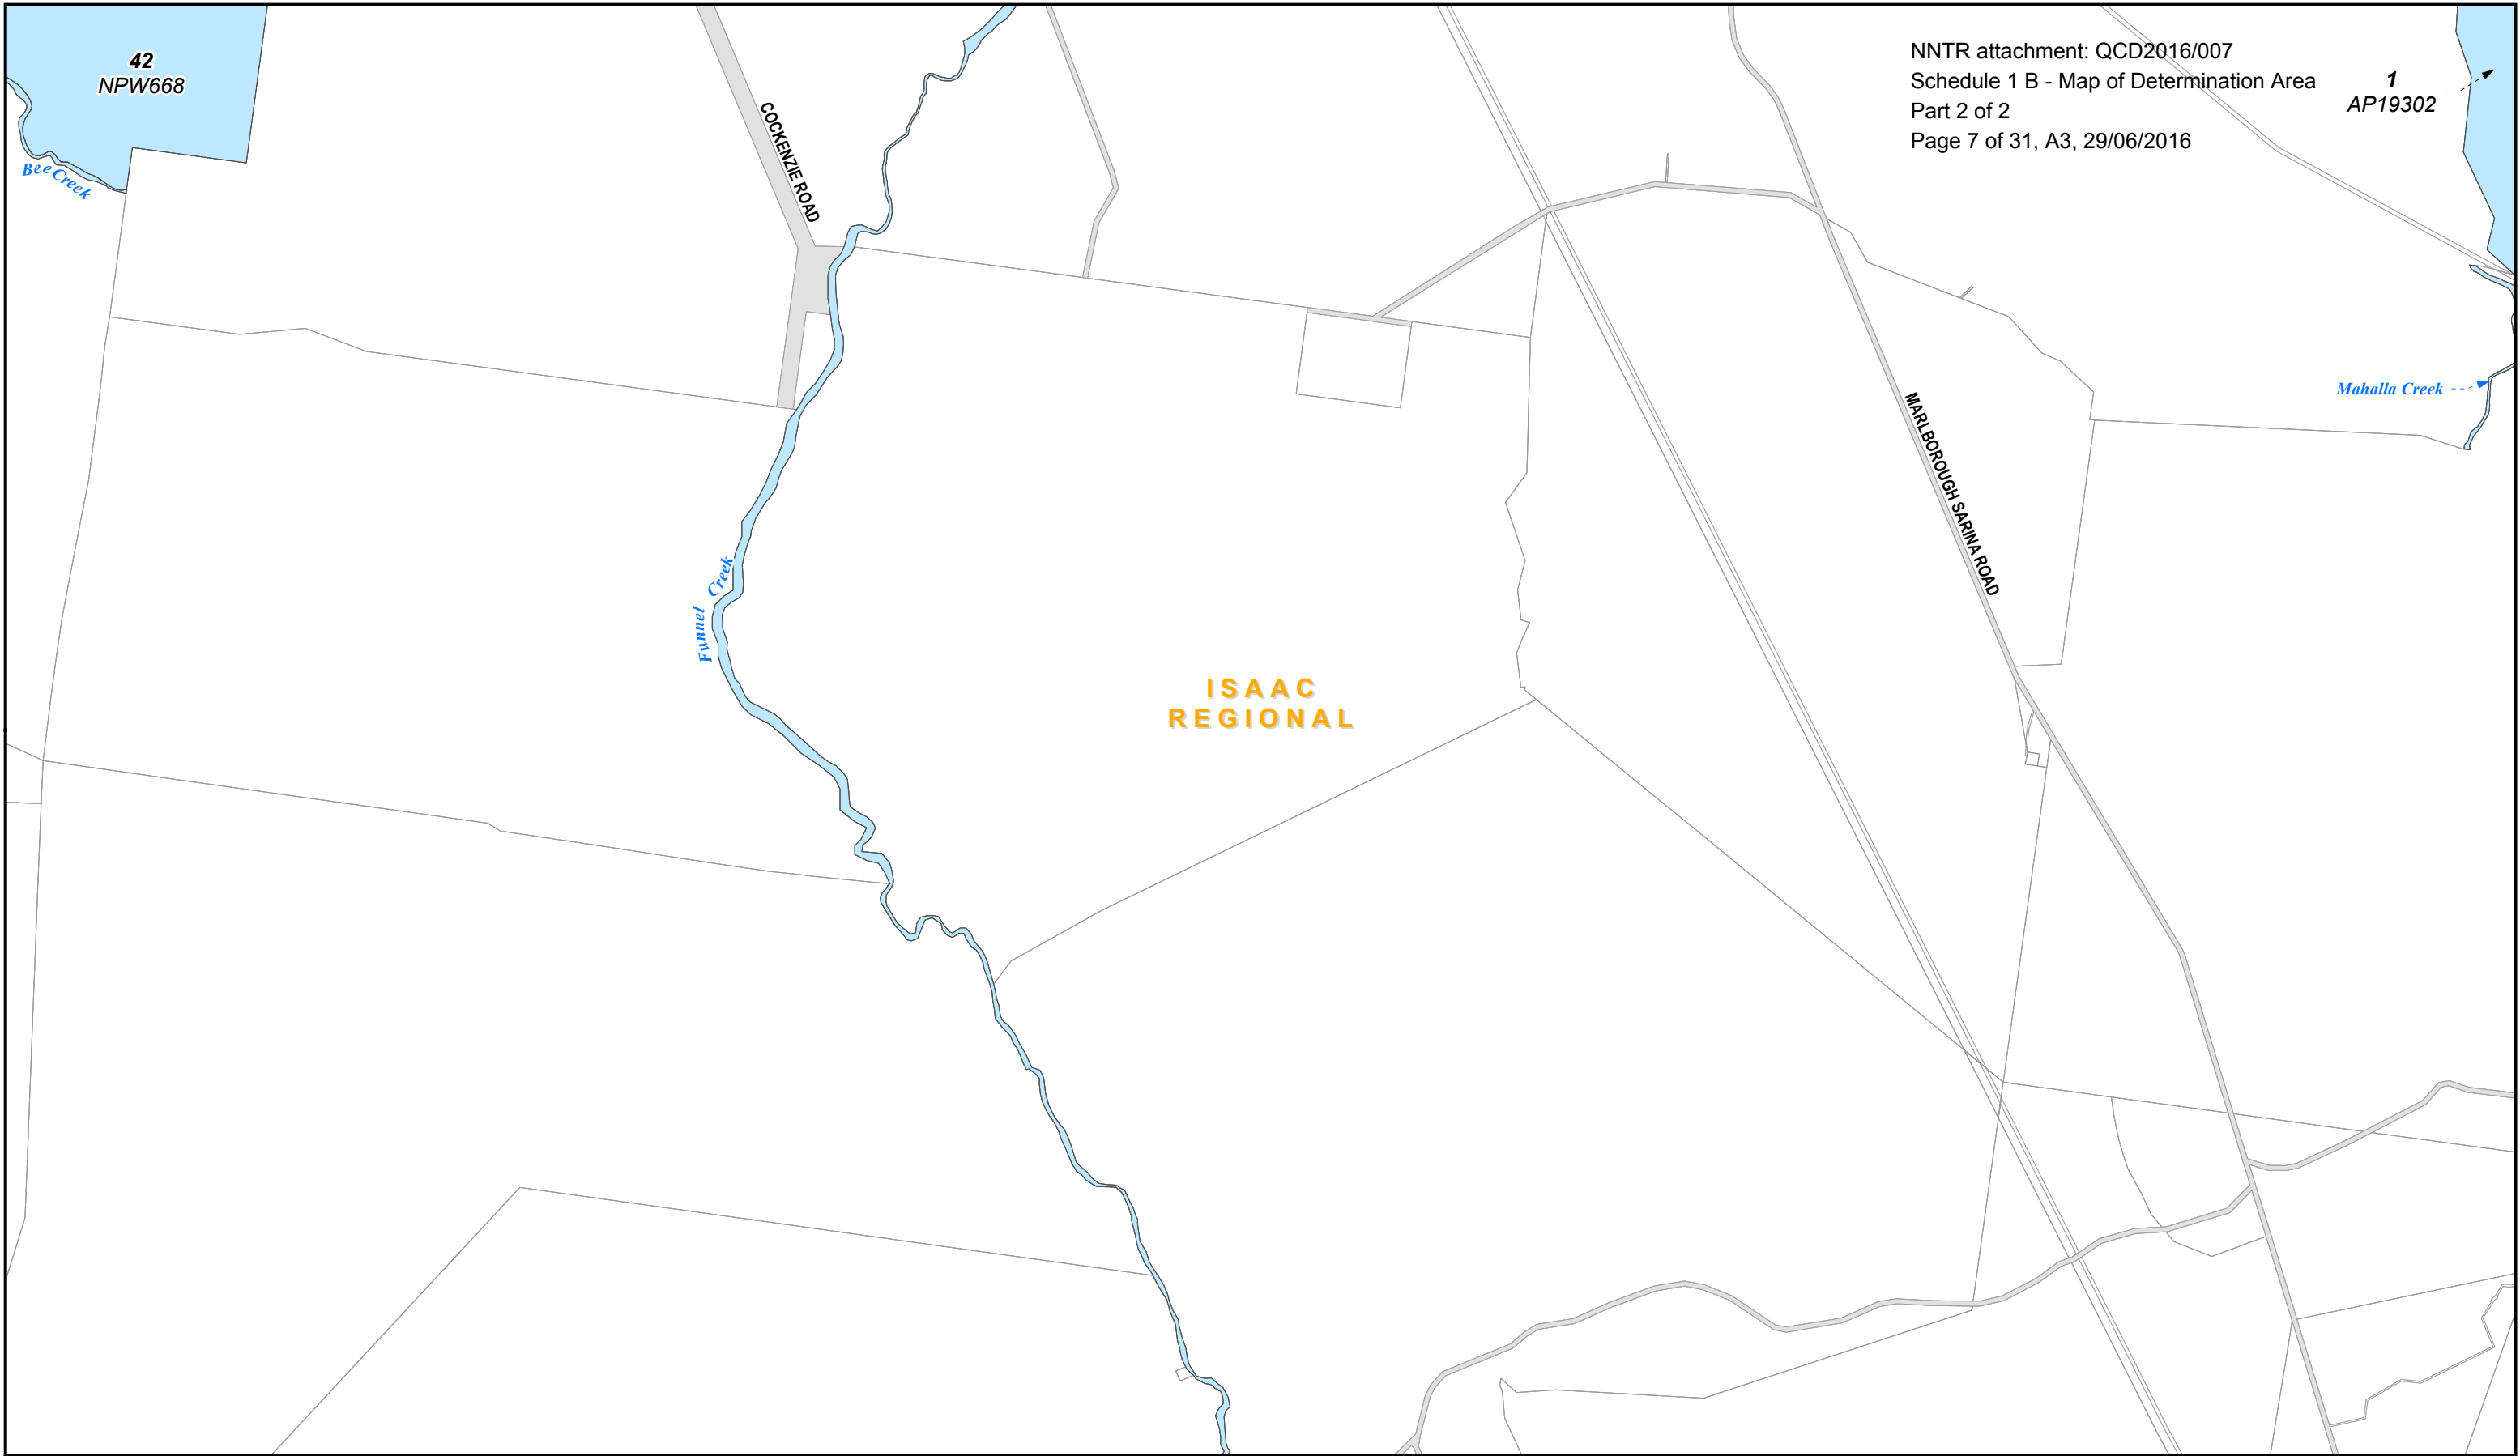 42
NPW668
Bee Creek
COCKENZIE ROAD
NNTR attachment: QCD2016/007
Schedule 1 B - Map of Determination Area
Part 2 of 2
Page 7 of 31, A3, 29/06/2016
1
AP19302
Mahalla Creek
MARLBOROUGH SARINA ROAD
Funnel Creek
ISAAC
REGIONAL